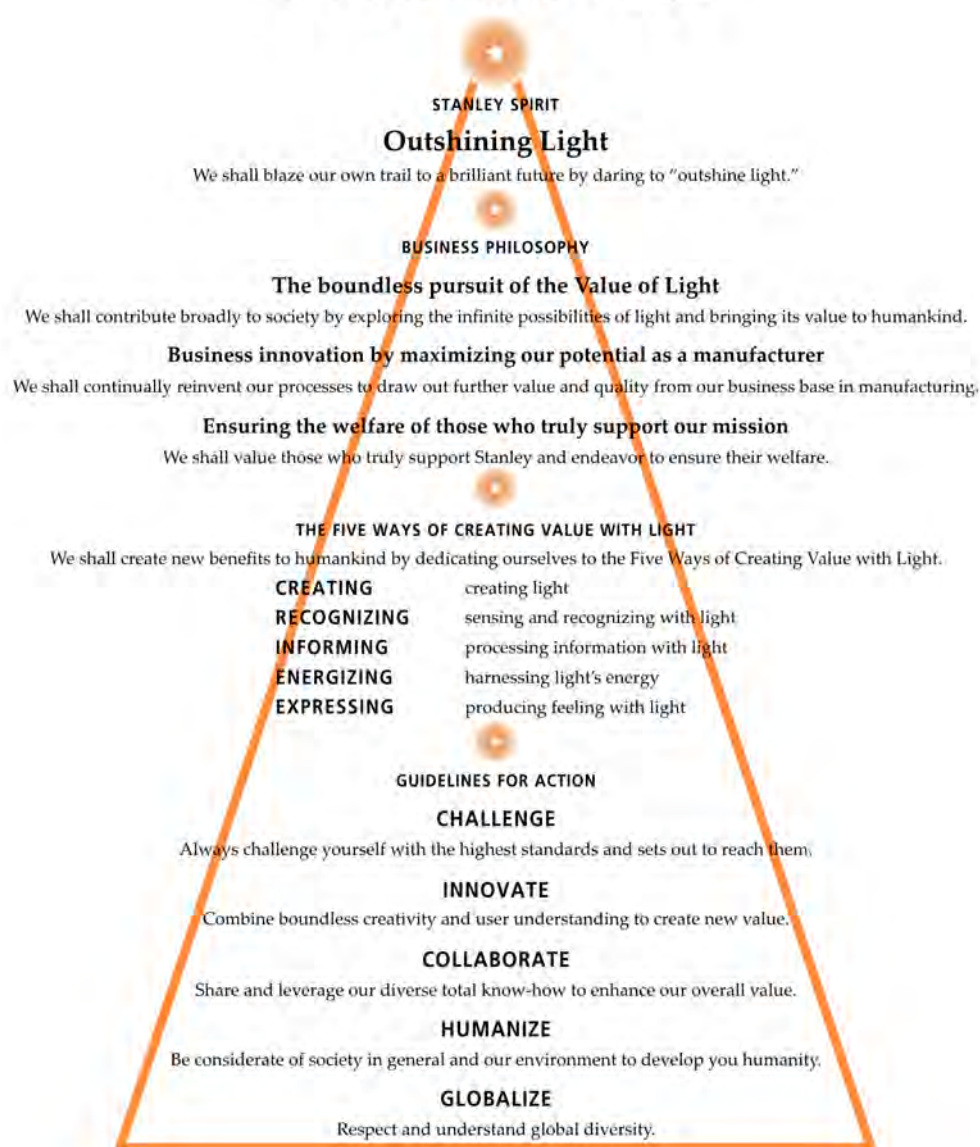 STANLEY SPIRIT
Outshining Light
We shall blaze our own trail to a brilliant future by daring to “outshine light.”
BUSINESS PHILOSOPHY
The boundless pursuit of the Value of Light
We shall contribute broadly to society by exploring the infinite possibilities of light and bringing its value to humankind.
Business innovation by maximizing our potential as a manufacturer
We shall continually reinvent our processes to draw out further value and quality from our business base in manufacturing.
Ensuring the welfare of those who truly support our mission
We shall value those who truly support Stanley and endeavor to ensure their welfare.
THE FIVE WAYS OF CREATING VALUE WITH LIGHT
We shall create new benefits to humankind by dedicating ourselves to the Five Ways of Creating Value with Light.
CREATING creating light
RECOGNIZING sensing and recognizing with light
INFORMING processing information with light
ENERGIZING harnessing light’s energy
EXPRESSING producing feeling with light
GUIDELINES FOR ACTION
CHALLENGE
Always challenge yourself with the highest standards and sets out to reach them.
INNOVATE
Combine boundless creativity and user understanding to create new value.
COLLABORATE
Share and leverage our diverse total know-how to enhance our overall value.
HUMANIZE
Be considerate of society in general and our environment to develop you humanity.
GLOBALIZE
Respect and understand global diversity.